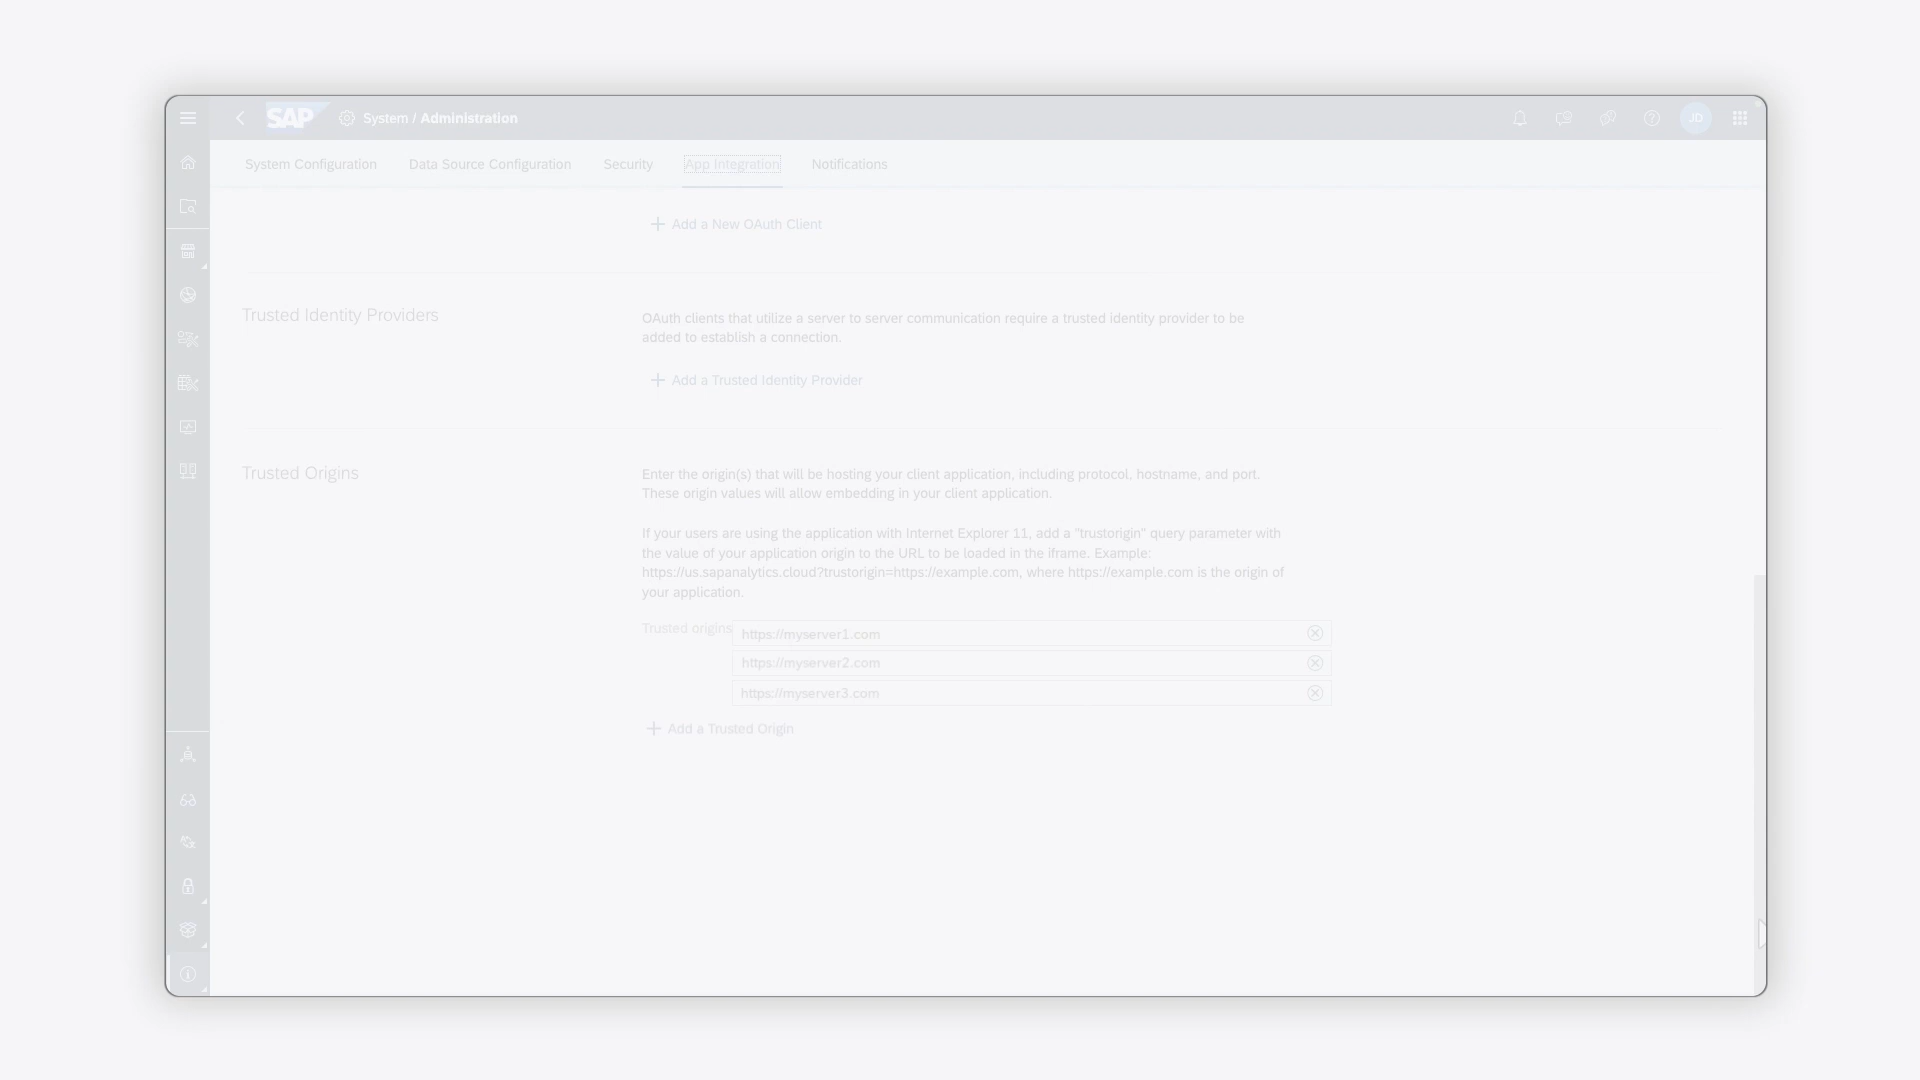 SAP System / Administration JD
System Configuration Data Source Configuration Security App Integration Notifications
Add a New OAuth Client
Trusted Identity Providers
OAuth clients that utilize a server to server communication require a trusted identity provider to be
added to establish a connection.
Add a Trusted Identity Provider
Trusted Origins
Enter the origin(s) that will be hosting your client application, including protocol, hostname, and port.
These origin values will allow embedding in your client application.
If your users are using the application with Internet Explorer 11, add a "trustorigin" query parameter with
the value of your application origin to the URL to be loaded in the iframe. Example:
https://us.sapanalytics.cloud?trustorigin=https://example.com, where https://example.com is the origin of
your application.
Trusted origins https://myserver1.com
https://myserver2.com
https://myserver3.com
Add a Trusted Origin